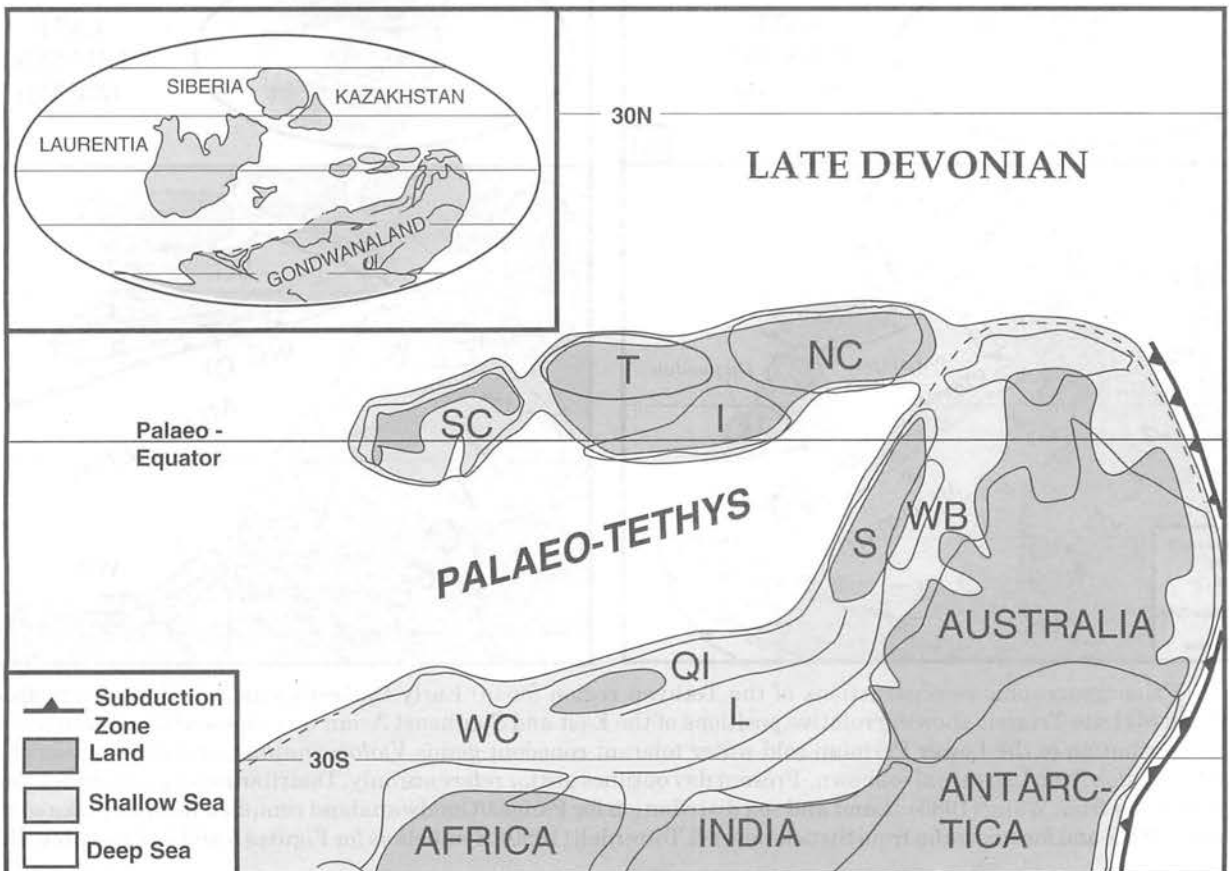 SIBERIA
KAZAKHSTAN
LAURENTIA
GONDWANALAND
30N
LATE DEVONIAN
T
NC
SC
I
Palaeo -
Equator
PALAEO-TETHYS
S
WB
AUSTRALIA
QI
L
WC
30S
ANTARC-
TICA
AFRICA
INDIA
Subduction
Zone
Land
Shallow Sea
Deep Sea